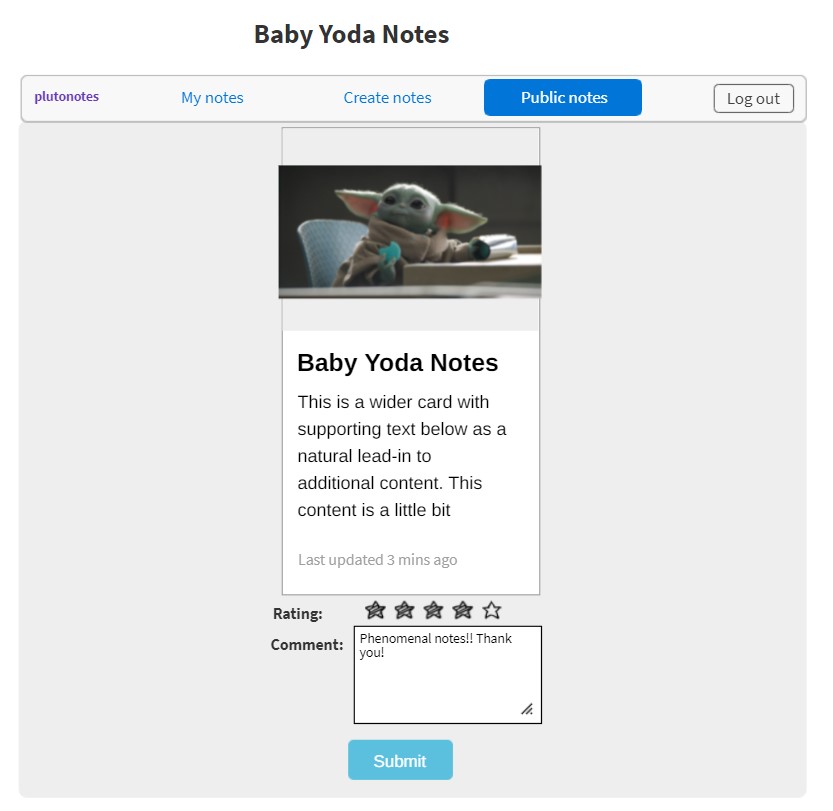 Baby Yoda Notes
plutonotes My notes Create notes Public notes Log out
Baby Yoda Notes
This is a wider card with
supporting text below as a
natural lead-in to
additional content. This
content is a little bit
Last updated 3 mins ago
Rating:
Comment: Phenomenal notes!! Thank
you!
Submit